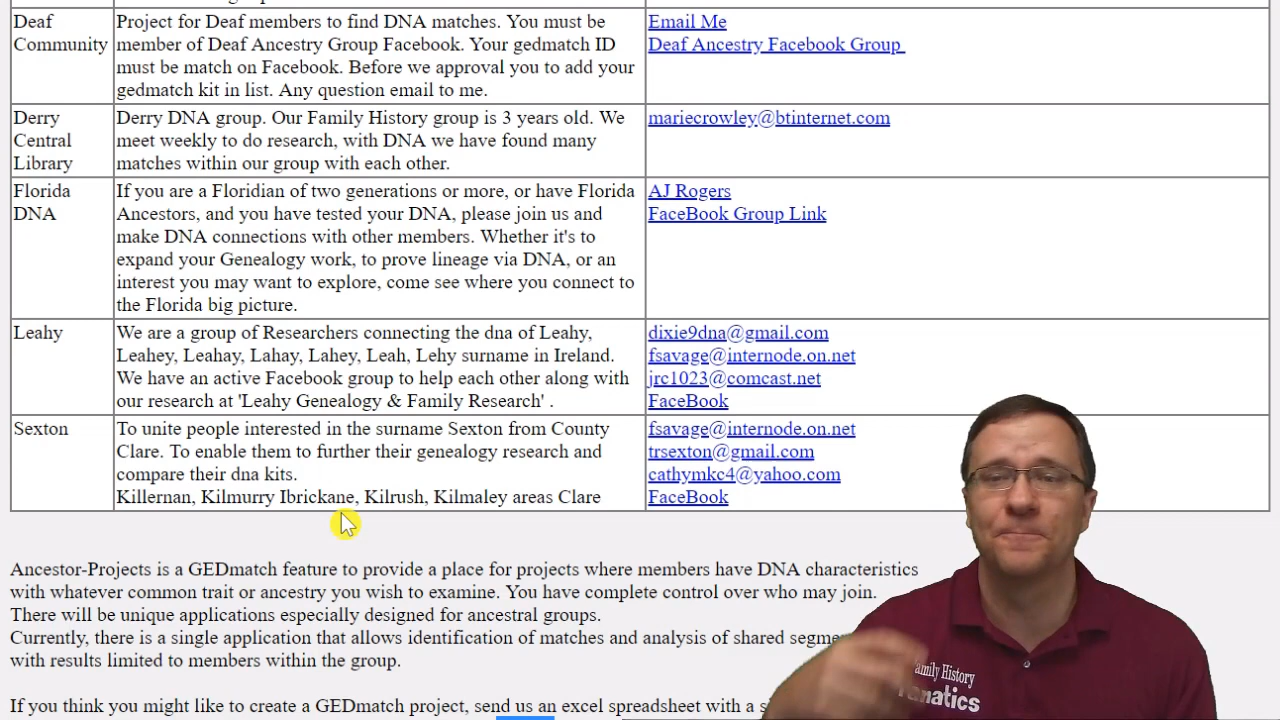 Deaf
Community
Project for Deaf members to find DNA matches. You must be
member of Deaf Ancestry Group Facebook. Your gedmatch ID
must be match on Facebook. Before we approval you to add your
gedmatch kit in list. Any question email to me.
Email Me
Deaf Ancestry Facebook Group
Derry
Central
Library
Derry DNA group. Our Family History group is 3 years old. We
meet weekly to do research, with DNA we have found many
matches within our group with each other.
mariecrowley@btinternet.com
Florida
DNA
If you are a Floridian of two generations or more, or have Florida
Ancestors, and you have tested your DNA, please join us and
make DNA connections with other members. Whether it's to
expand your Genealogy work, to prove lineage via DNA, or an
interest you may want to explore, come see where you connect to
the Florida big picture.
AJ Rogers
FaceBook Group Link
Leahy
We are a group of Researchers connecting the dna of Leahy,
Leahey, Leahay, Lahay, Lahey, Leah, Lehy surname in Ireland.
We have an active Facebook group to help each other along with
our research at 'Leahy Genealogy & Family Research' .
dixie9dna@gmail.com
fsavage@internode.on.net
jrc1023@comcast.net
FaceBook
Sexton
To unite people interested in the surname Sexton from County
Clare. To enable them to further their genealogy research and
compare their dna kits.
Killernan, Kilmurry Ibrickane, Kilrush, Kilmaley areas Clare
fsavage@internode.on.net
trsexton@gmail.com
cathymkc4@yahoo.com
FaceBook
Ancestor-Projects is a GEDmatch feature to provide a place for projects where members have DNA characteristics
with whatever common trait or ancestry you wish to examine. You have complete control over who may join.
There will be unique applications especially designed for ancestral groups.
Currently, there is a single application that allows identification of matches and analysis of shared
with results limited to members within the group.
If you think you might like to create a GEDmatch project, send us an excel spreadsheet with a
Family History
Fanatics